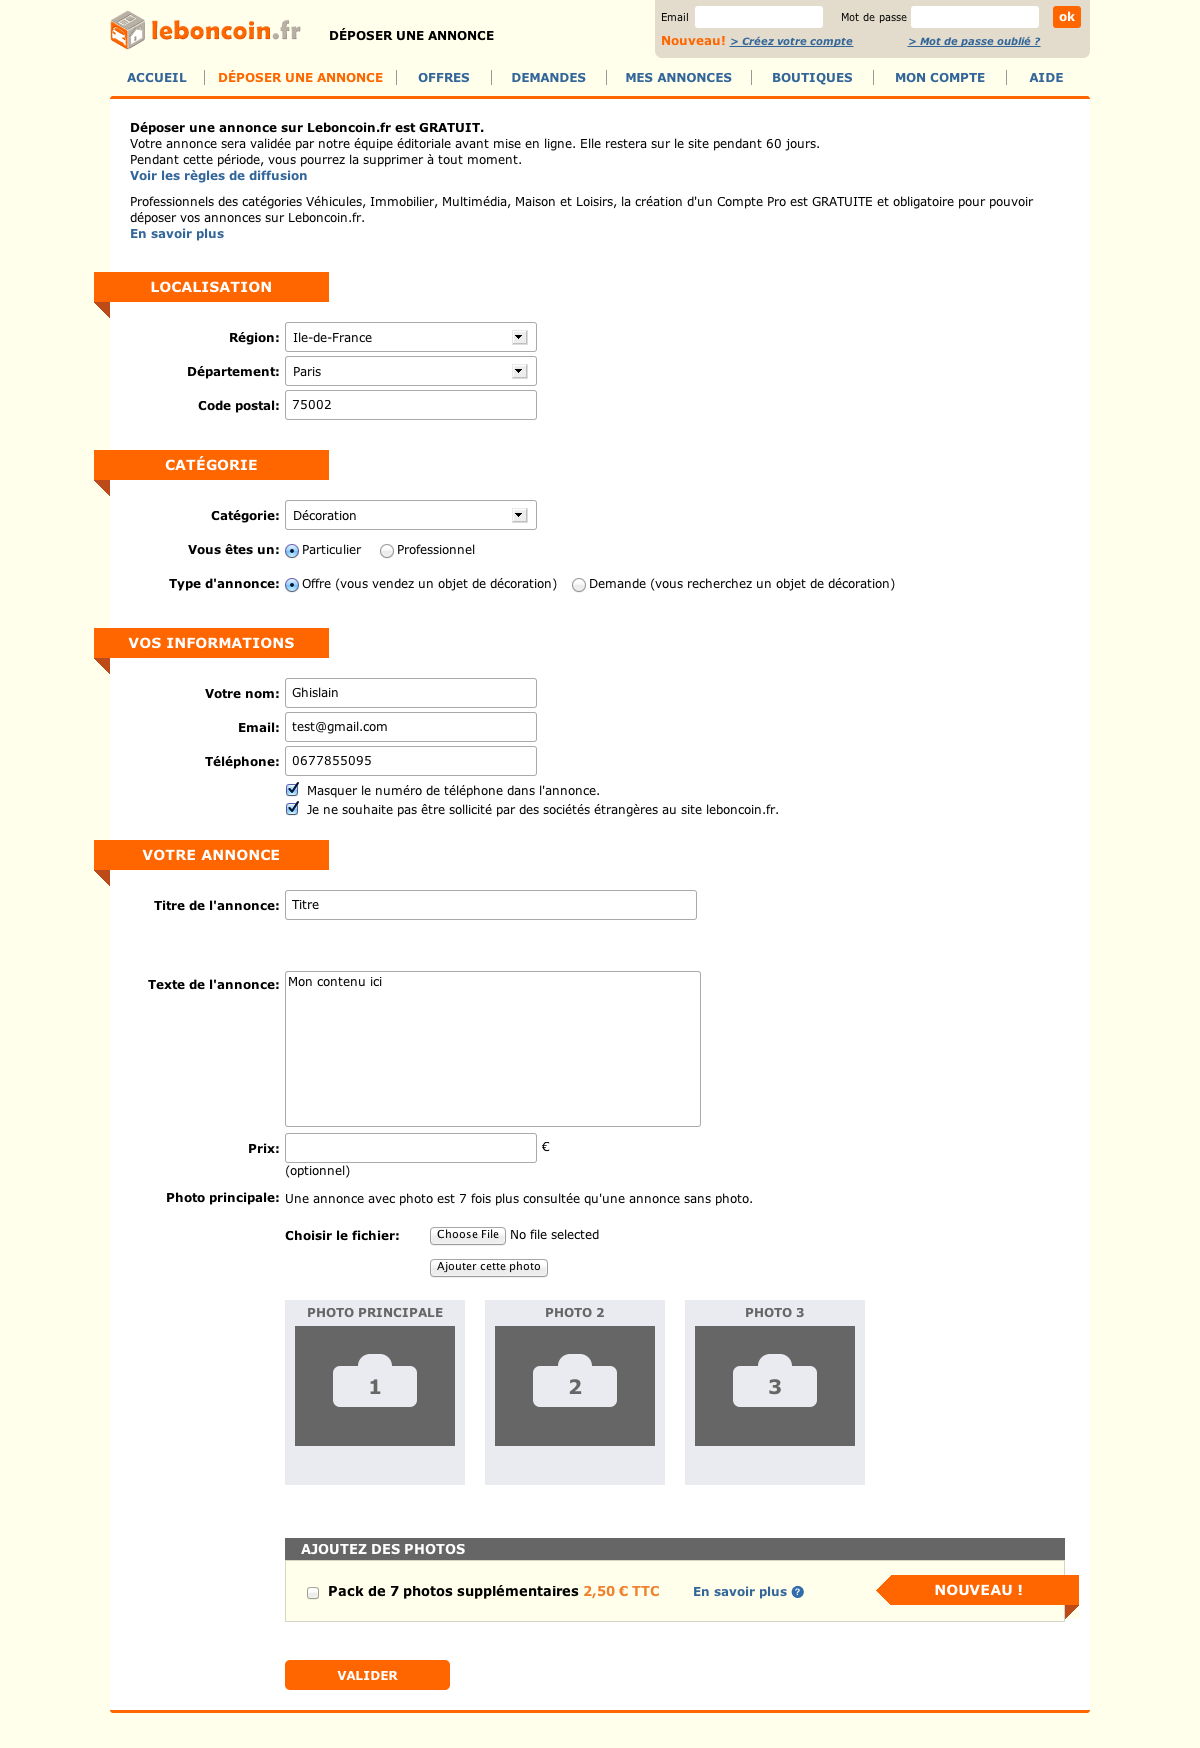 leboncoin.fr
DÉPOSER UNE ANNONCE
Email Mot de passe ok
Nouveau! > Créez votre compte > Mot de passe oublié ?
ACCUEIL DÉPOSER UNE ANNONCE OFFRES DEMANDES MES ANNONCES BOUTIQUES MON COMPTE AIDE
Déposer une annonce sur Leboncoin.fr est GRATUIT.
Votre annonce sera validée par notre équipe éditoriale avant mise en ligne. Elle restera sur le site pendant 60 jours.
Pendant cette période, vous pourrez la supprimer à tout moment.
Voir les règles de diffusion
Professionnels des catégories Véhicules, Immobilier, Multimédia, Maison et Loisirs, la création d'un Compte Pro est GRATUITE et obligatoire pour pouvoir
déposer vos annonces sur Leboncoin.fr.
En savoir plus
LOCALISATION
Région: Ile-de-France
Département: Paris
Code postal: 75002
CATÉGORIE
Catégorie: Décoration
Vous êtes un: Particulier Professionnel
Type d'annonce: Offre (vous vendez un objet de décoration) Demande (vous recherchez un objet de décoration)
VOS INFORMATIONS
Votre nom: Ghislain
Email: test@gmail.com
Téléphone: 0677855095
Masquer le numéro de téléphone dans l'annonce.
Je ne souhaite pas être sollicité par des sociétés étrangères au site leboncoin.fr.
VOTRE ANNONCE
Titre de l'annonce: Titre
Texte de l'annonce: Mon contenu ici
Prix: €
(optionnel)
Photo principale: Une annonce avec photo est 7 fois plus consultée qu'une annonce sans photo.
Choisir le fichier: Choose File No file selected
Ajouter cette photo
PHOTO PRINCIPALE PHOTO 2 PHOTO 3
1 2 3
AJOUTEZ DES PHOTOS
Pack de 7 photos supplémentaires 2,50 € TTC En savoir plus ? NOUVEAU !
VALIDER